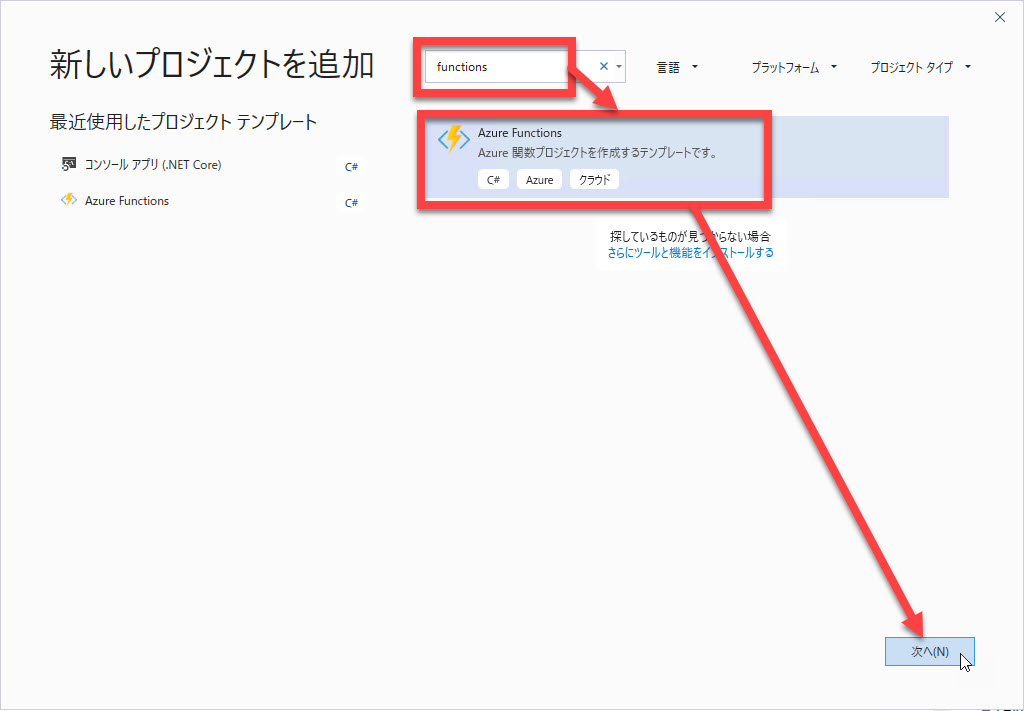 新しいプロジェクトを追加
functions
言語
プラットフォーム
プロジェクト タイプ
最近使用したプロジェクト テンプレート
コンソール アプリ (.NET Core)
C#
Azure Functions
C#
Azure Functions
Azure 関数プロジェクトを作成するテンプレートです。
C#
Azure
クラウド
探しているものが見つからない場合
さらにツールと機能をインストールする
次へ(N)